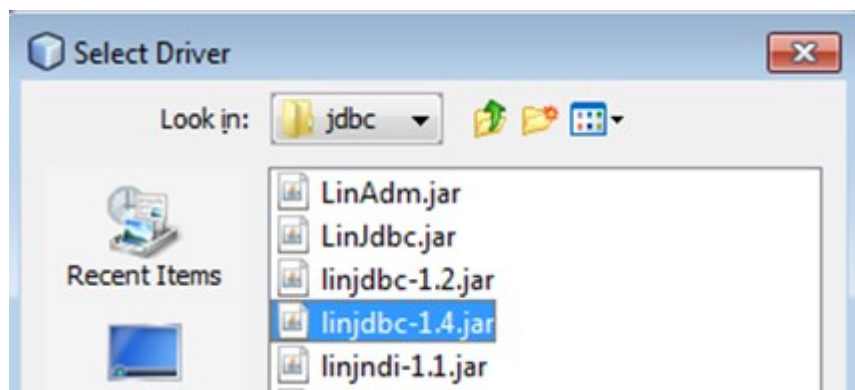 Select Driver
Look in: jdbc
LinAdm.jar
LinJdbc.jar
linjdbc-1.2.jar
linjdbc-1.4.jar
linjndi-1.1.jar
Recent Items